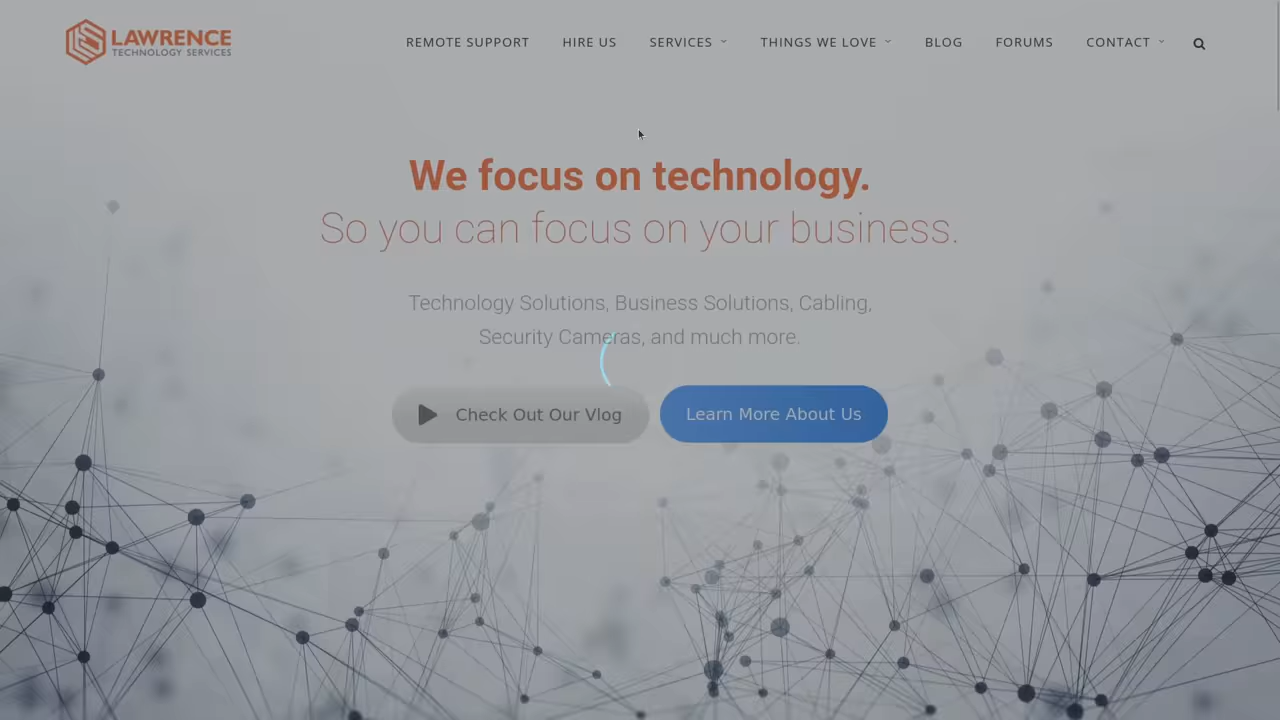 LAWRENCE
TECHNOLOGY SERVICES
REMOTE SUPPORT
HIRE US
SERVICES
THINGS WE LOVE
BLOG
FORUMS
CONTACT
We focus on technology.
So you can focus on your business.
Technology Solutions, Business Solutions, Cabling,
Security Cameras, and much more.
Check Out Our Vlog
Learn More About Us